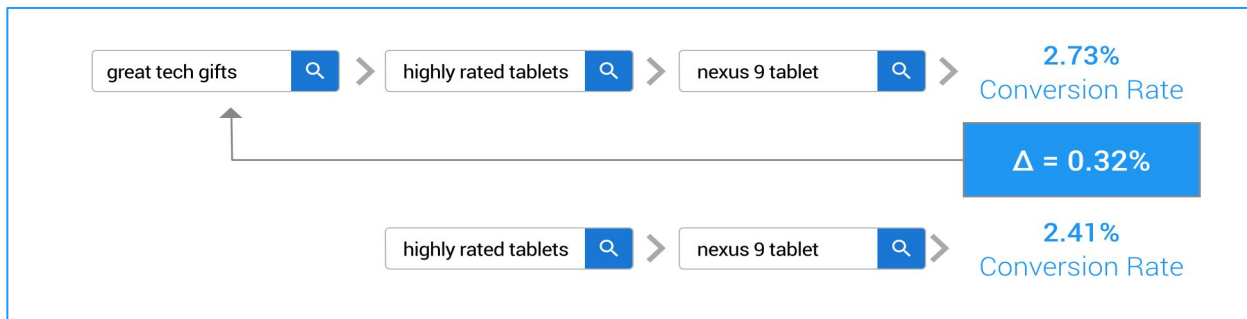 great tech gifts
highly rated tablets
nexus 9 tablet
2.73%
Conversion Rate
Δ = 0.32%
highly rated tablets
nexus 9 tablet
2.41%
Conversion Rate